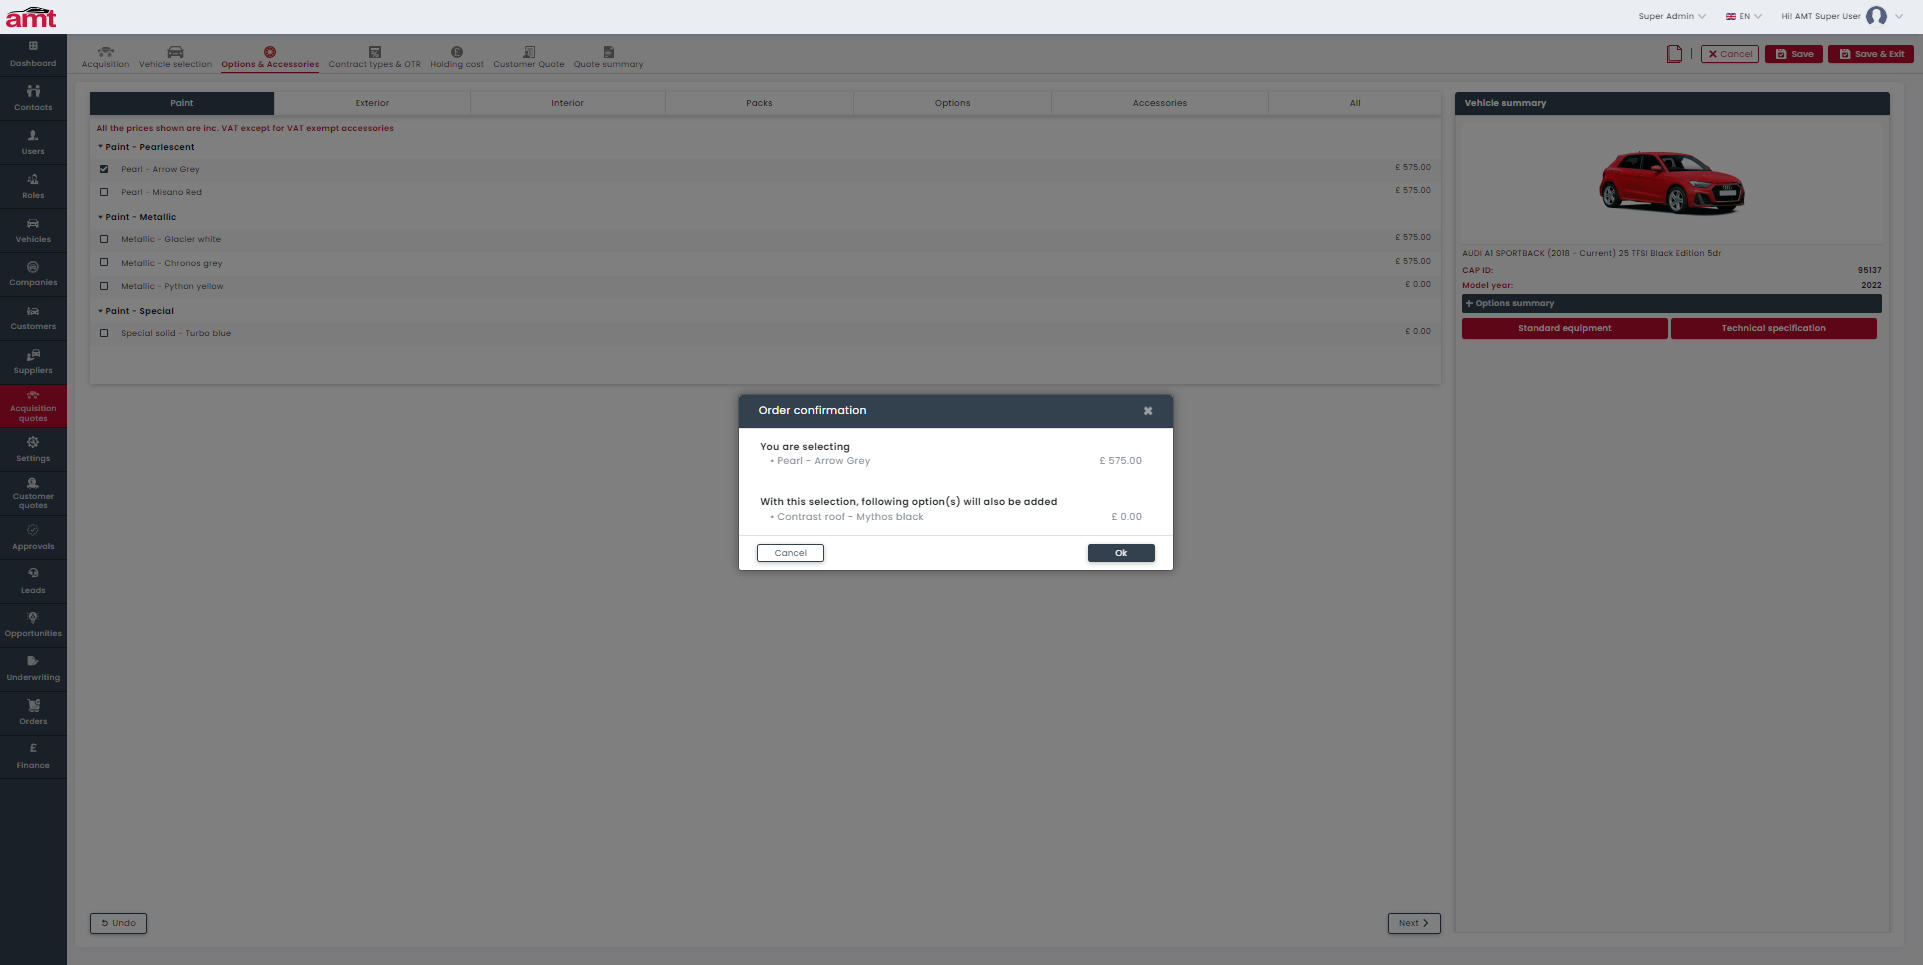 amt
Super Admin
EN
Hi! AMT Super User
Dashboard
Contacts
Users
Roles
Vehicles
Companies
Customers
Suppliers
Acquisition
quotes
Settings
Customer
quotes
Approvals
Leads
Opportunities
Underwriting
Orders
£
Finance
Acquisition
Vehicle selection
Options & Accessories
Contract types & OTR
Holding cost
Customer Quote
Quote summary
Cancel
Save
Save & Exit
Paint
Exterior
Interior
Packs
Options
Accessories
All
All the prices shown are inc. VAT except for VAT exempt accessories
Paint - Pearlescent
Pearl - Arrow Grey £ 575.00
Pearl - Misano Red £ 575.00
Paint - Metallic
Metallic - Glacier white £ 575.00
Metallic - Chronos grey £ 575.00
Metallic - Python yellow £ 0.00
Paint - Special
Special solid - Turbo blue £ 0.00
Order confirmation
You are selecting
• Pearl - Arrow Grey £ 575.00
With this selection, following option(s) will also be added
• Contrast roof - Mythos black £ 0.00
Cancel
Ok
Undo
Next
Vehicle summary
AUDI A1 SPORTBACK (2018 - Current) 25 TFSI Black Edition 5dr
CAP ID: 95137
Model year: 2022
+ Options summary
Standard equipment
Technical specification